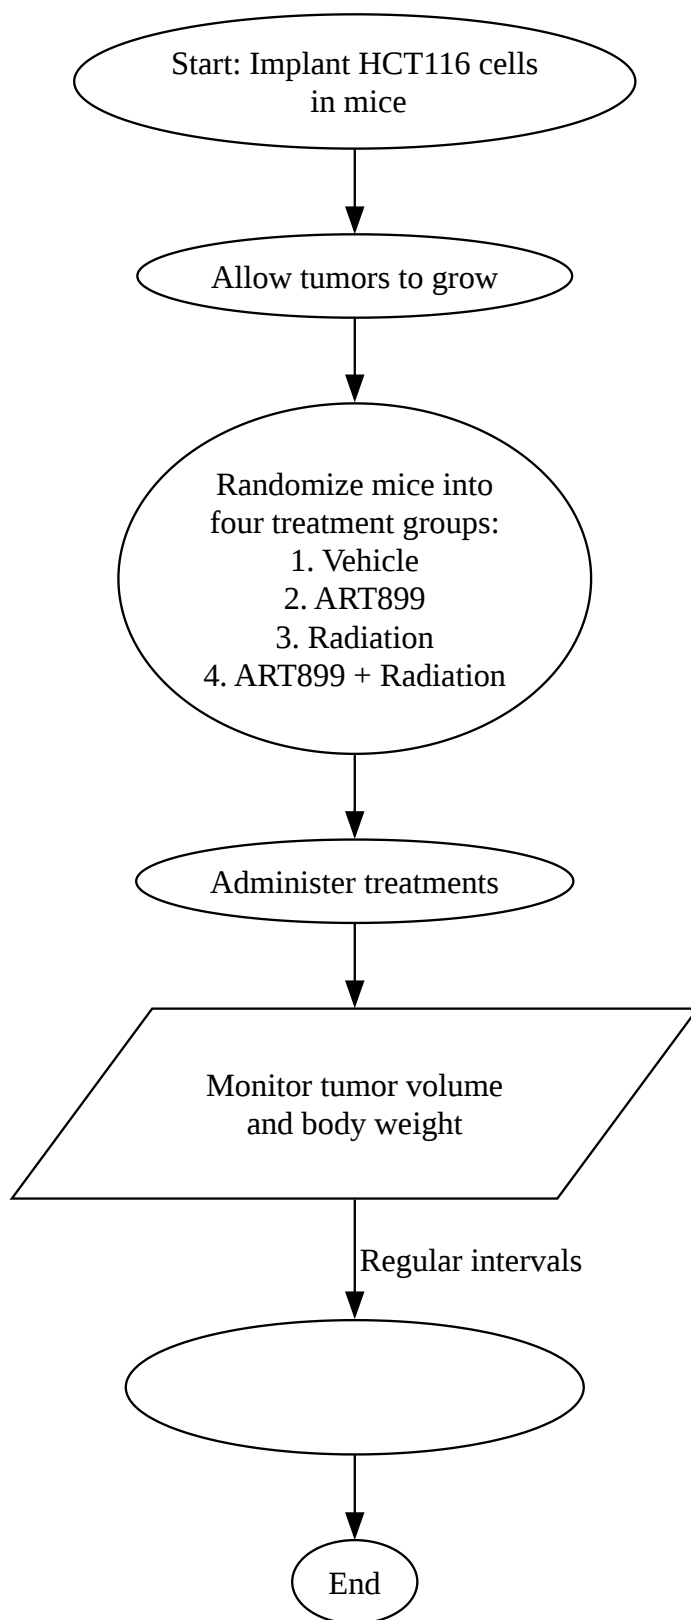 Start: Implant HCT116 cells
in mice
Allow tumors to grow
Randomize mice into
four treatment groups:
1. Vehicle
2. ART899
3. Radiation
4. ART899 + Radiation
Administer treatments
Monitor tumor volume
and body weight
Regular intervals
End